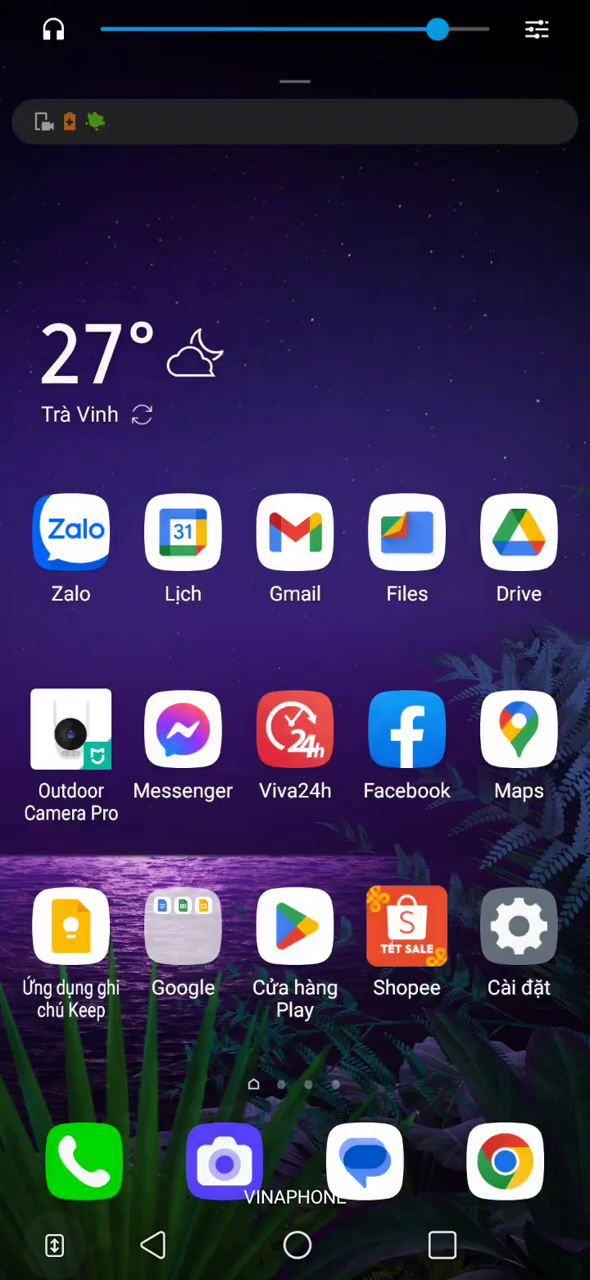 27°
Trà Vinh
Zalo
31
Zalo
Lịch
Gmail
Files
Drive
24h
Outdoor
Camera Pro
Messenger
Viva24h
Facebook
Maps
S
TẾT SALE
Ứng dụng ghi
chú Keep
Google
Cửa hàng
Play
Shopee
Cài đặt
VINAPHONE